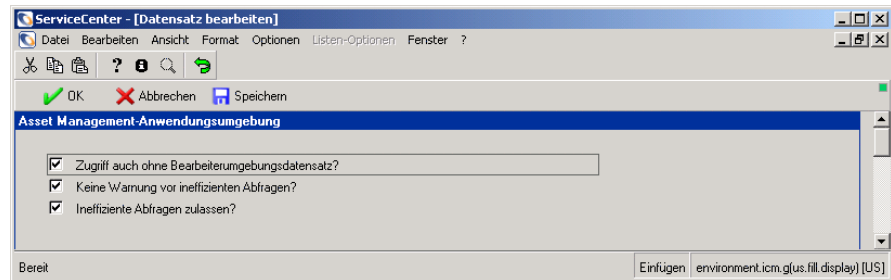 ServiceCenter - [Datensatz bearbeiten]
Datei Bearbeiten Ansicht Format Optionen Listen-Optionen Fenster ?
OK Abbrechen Speichern
Asset Management-Anwendungsumgebung
Zugriff auch ohne Bearbeiterumgebungsdatensatz?
Keine Warnung vor ineffizienten Abfragen?
Ineffiziente Abfragen zulassen?
Bereit Einfügen environment.icm.g(us.fill.display) [US]